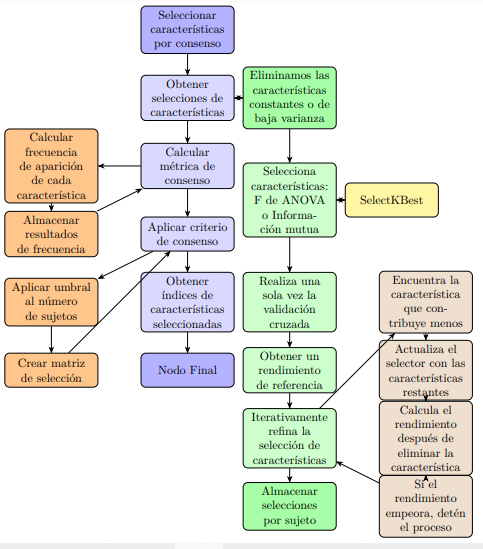 Seleccionar
características
por consenso
Obtener
selecciones de
características
Eliminamos las
características
constantes o de
baja varianza
Calcular
frecuencia
de aparición
de cada
característica
Calcular
métrica de
consenso
Selecciona
características:
F de ANOVA
o Informa-
ción mutua
SelectKBest
Almacenar
resultados
de frecuencia
Aplicar criterio
de consenso
Aplicar umbral
al número
de sujetos
Obtener
índices de
características
seleccionadas
Realiza una
sola vez la
validación
cruzada
Encuentra la
característica
que con-
tribuye menos
Crear matriz
de selección
Nodo Final
Obtener un
rendimiento
de referencia
Actualiza el
selector con las
características
restantes
Iterativamente
refina la
selección de
características
Calcula el
rendimiento
después de
eliminar la
característica
Almacenar
selecciones
por sujeto
Si el
rendimiento
empeora, detén
el proceso